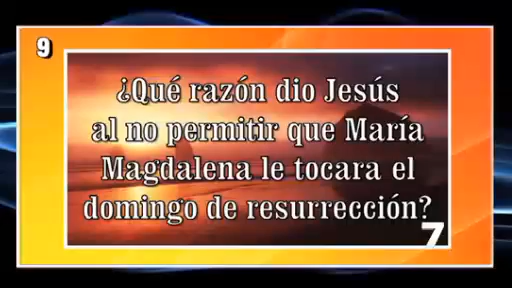 9
¿Qué razón dio Jesús
al no permitir que María
Magdalena le tocara el
domingo de resurrección?
7